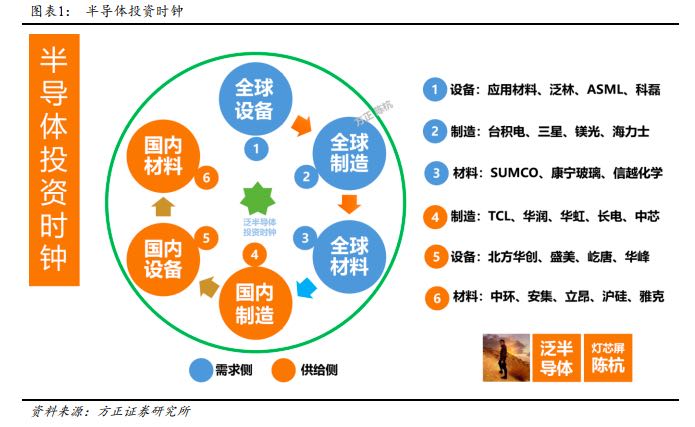 图表1： 半导体投资时钟
半导体投资时钟
全球
设备
1
方正 陈杭
全球
制造
2
全球
材料
3
国内
制造
4
国内
设备
5
国内
材料
6
泛半导体
投资时钟
需求侧
供给侧
1 设备：应用材料、泛林、ASML、科磊
2 制造：台积电、三星、镁光、海力士
3 材料：SUMCO、康宁玻璃、信越化学
4 制造：TCL、华润、华虹、长电、中芯
5 设备：北方华创、盛美、屹唐、华峰
6 材料：中环、安集、立昂、沪硅、雅克
泛半
导体
灯芯屏
陈杭
资料来源：方正证券研究所